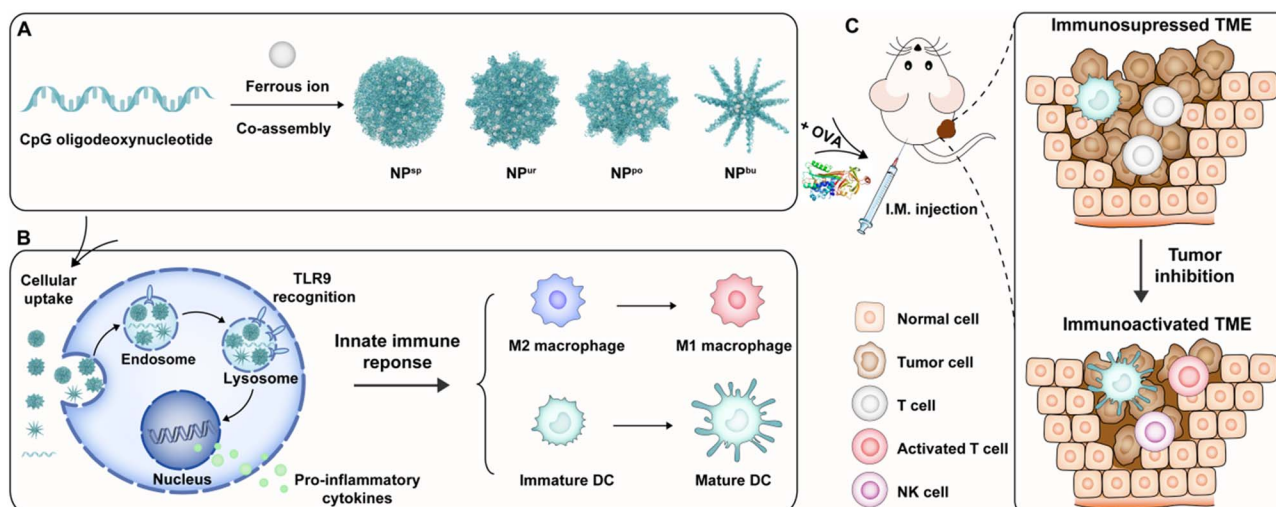 A
Ferrous ion
Co-assembly
CpG oligodeoxynucleotide
NPsp
NPur
NPpo
NPbu
B
Cellular
uptake
TLR9
recognition
Endosome
Lysosome
Nucleus
Pro-inflammatory
cytokines
Innate immune
reponse
M2 macrophage
M1 macrophage
Immature DC
Mature DC
C
+ OVA
I.M. injection
Normal cell
Tumor cell
T cell
Activated T cell
NK cell
Immunosupressed TME
Tumor
inhibition
Immunoactivated TME